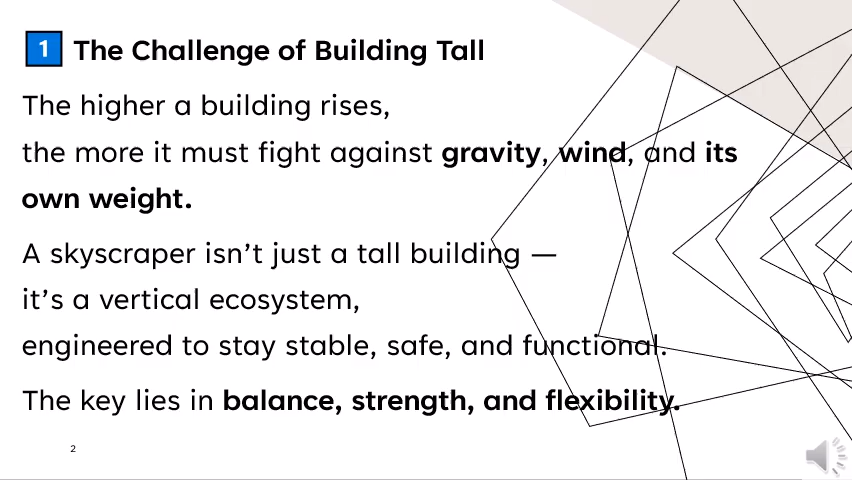 1 The Challenge of Building Tall
The higher a building rises,
the more it must fight against gravity, wind, and its
own weight.
A skyscraper isn’t just a tall building —
it’s a vertical ecosystem,
engineered to stay stable, safe, and functional.
The key lies in balance, strength, and flexibility.
2